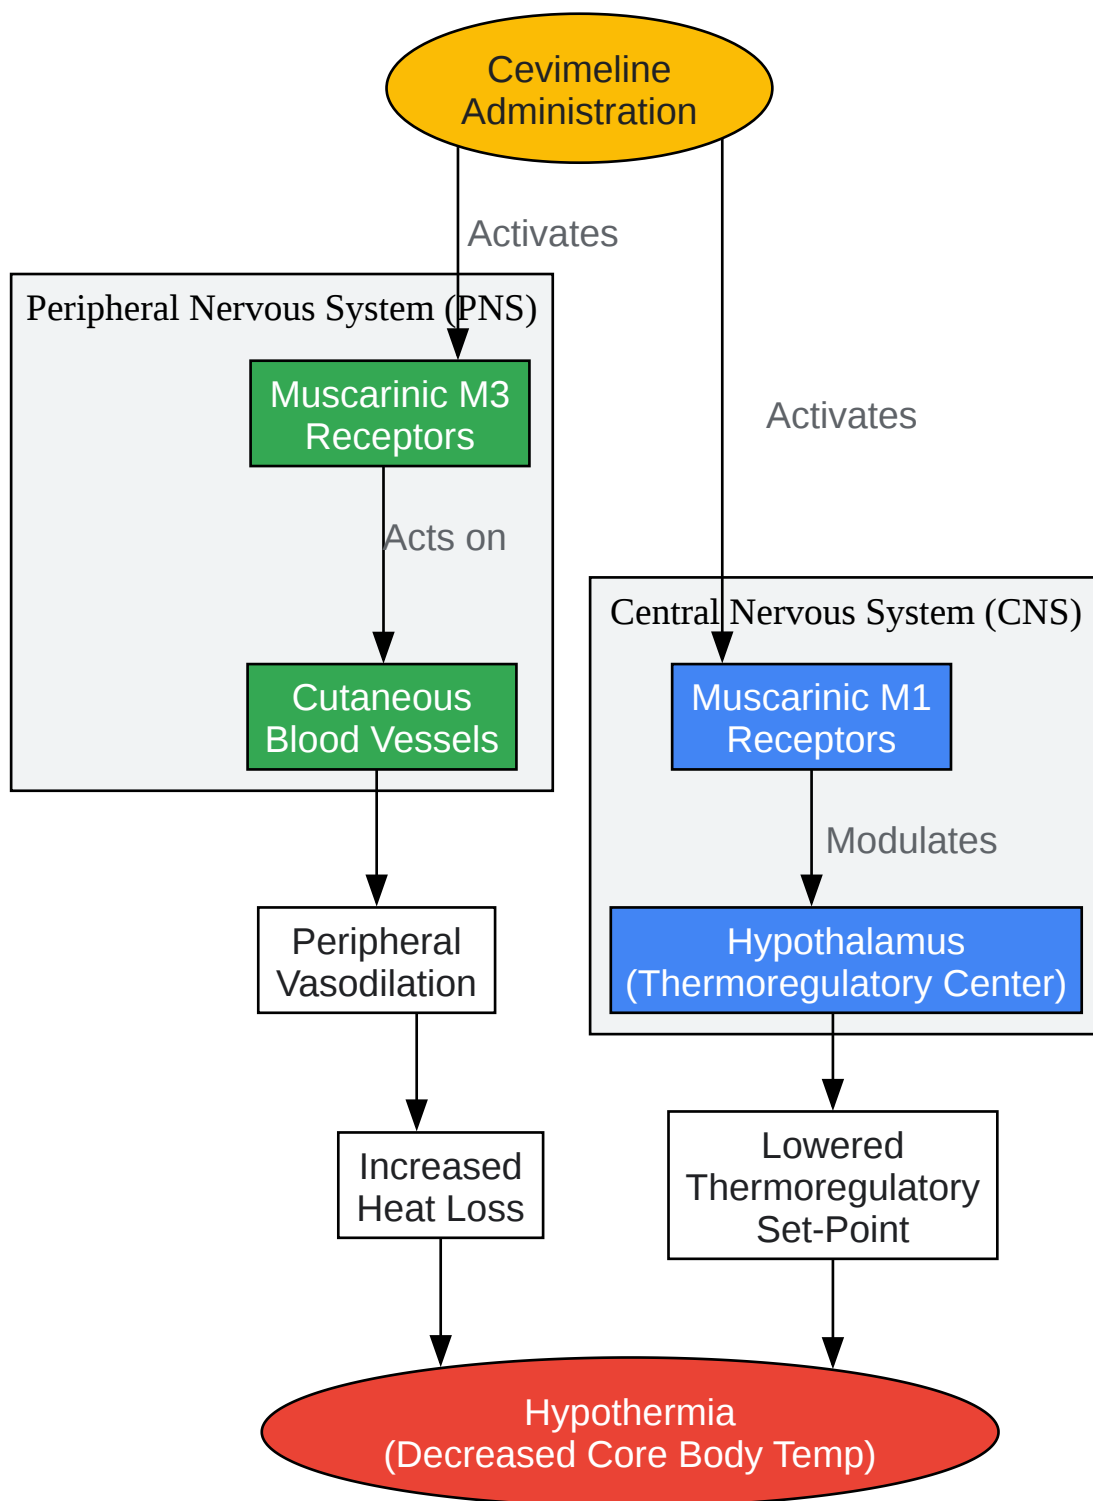 Cevimeline
Administration
Activates
Peripheral Nervous System (PNS)
Muscarinic M3
Receptors
Activates
Acts on
Central Nervous System (CNS)
Cutaneous
Blood Vessels
Muscarinic M1
Receptors
Modulates
Peripheral
Vasodilation
Hypothalamus
(Thermoregulatory Center)
Increased
Heat Loss
Lowered
Thermoregulatory
Set-Point
Hypothermia
(Decreased Core Body Temp)